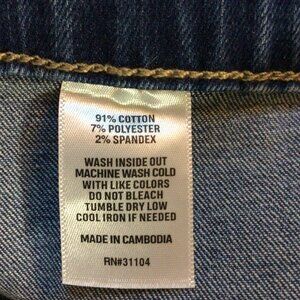 91% COTTON
7% POLYESTER
2% SPANDEX
WASH INSIDE OUT
MACHINE WASH COLD
WITH LIKE COLORS
DO NOT BLEACH
TUMBLE DRY LOW
COOL IRON IF NEEDED
MADE IN CAMBODIA
RN#31104